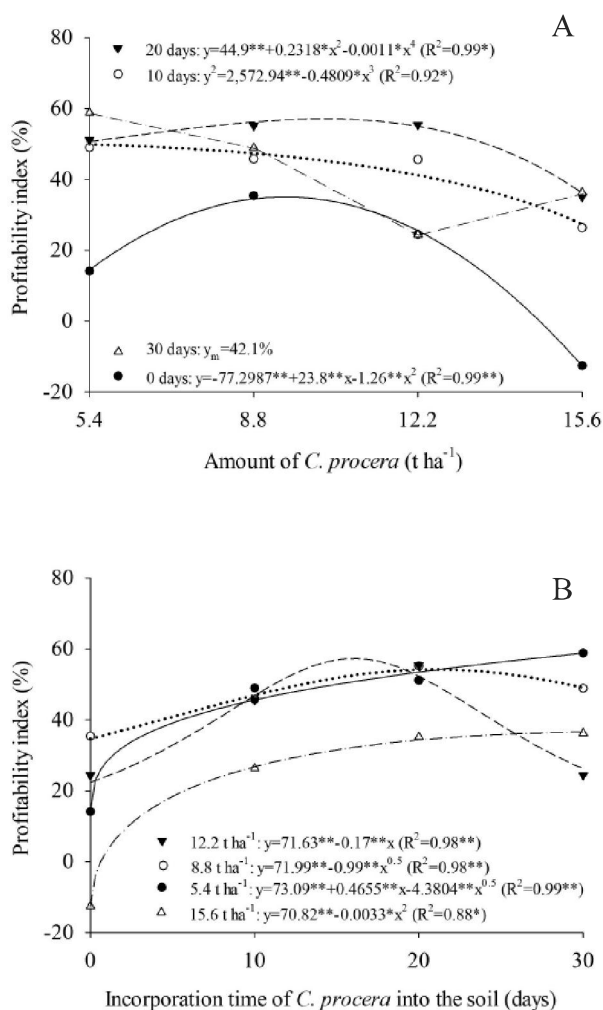 A
20 days: y=44.9**+0.2318*x²-0.0011*x⁴ (R²=0.99*)
10 days: y²=2,572.94**-0.4809*x³ (R²=0.92*)
80
60
40
20
0
-20
Profitability index (%)
30 days: yₘ=42.1%
0 days: y=-77.2987**+23.8**x-1.26**x² (R²=0.99**)
5.4 8.8 12.2 15.6
Amount of C. procera (t ha⁻¹)
B
80
60
40
20
0
-20
Profitability index (%)
12.2 t ha⁻¹: y=71.63**-0.17**x (R²=0.98**)
8.8 t ha⁻¹: y=71.99**-0.99**x⁰·⁵ (R²=0.98**)
5.4 t ha⁻¹: y=73.09**+0.4655**x-4.3804**x⁰·⁵ (R²=0.99**)
15.6 t ha⁻¹: y=70.82**-0.0033*x² (R²=0.88*)
0 10 20 30
Incorporation time of C. procera into the soil (days)